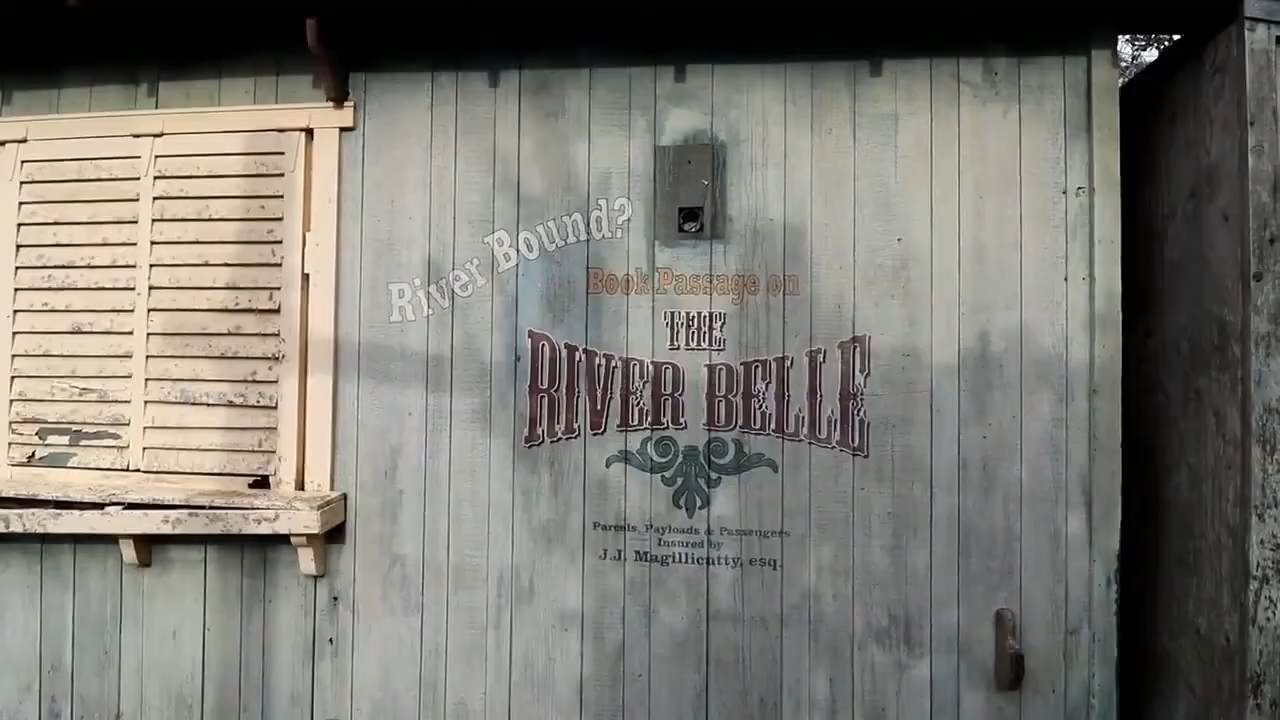 River Bound?
Book Passage on
THE
RIVER BELLE
Parcels, Payloads & Passengers
Insured by
J.J. Magillicutty, esq.